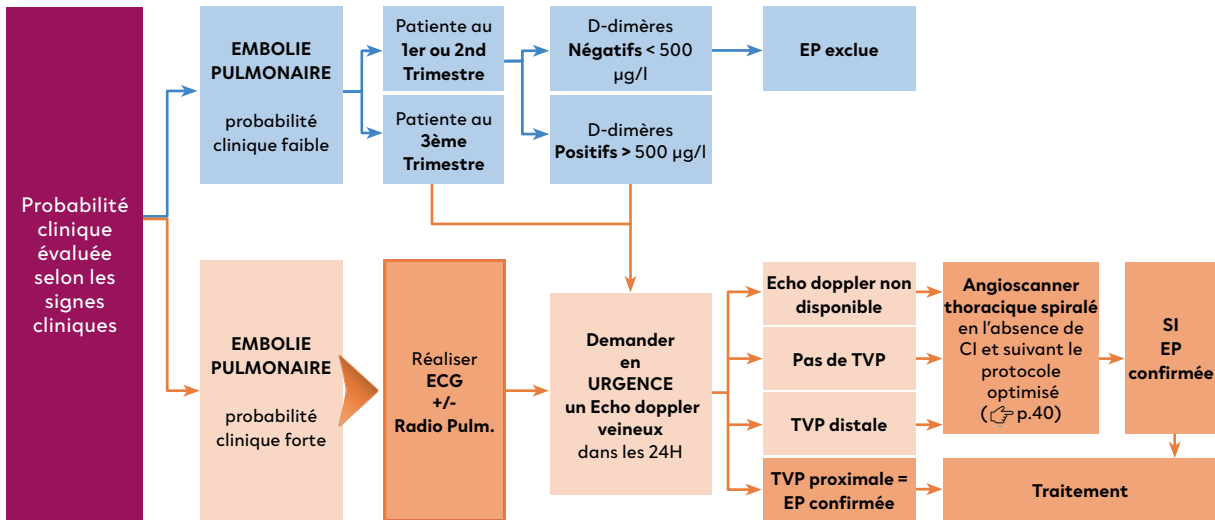 Probabilité
clinique
évaluée
selon les
signes
cliniques
EMBOLIE
PULMONAIRE
probabilité
clinique faible
Patiente au
1er ou 2nd
Trimestre
Patiente au
3ème
Trimestre
D-dimères
Négatifs < 500
µg/l
D-dimères
Positifs > 500 µg/l
EP exclue
EMBOLIE
PULMONAIRE
probabilité
clinique forte
Réaliser
ECG
+/-
Radio Pulm.
Demander
en
URGENCE
un Echo doppler
veineux
dans les 24H
Echo doppler non
disponible
Pas de TVP
TVP distale
TVP proximale =
EP confirmée
Angioscanner
thoracique spiralé
en l'absence de
CI et suivant le
protocole
optimisé
( p.40)
SI
EP
confirmée
Traitement